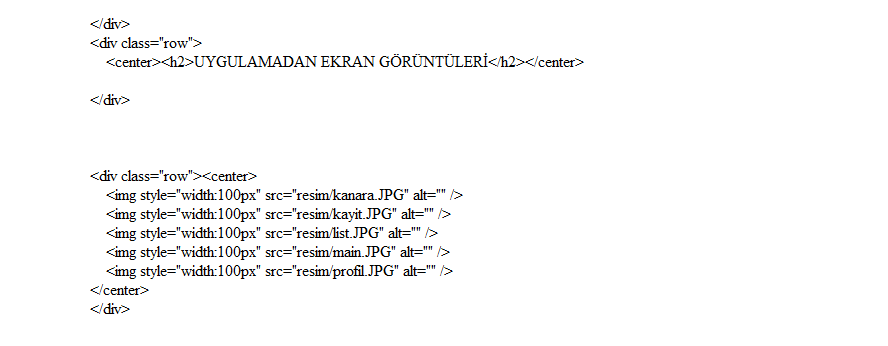 </div>
<div class="row">
<center><h2>UYGULAMADAN EKRAN GÖRÜNTÜLERİ</h2></center>
</div>
<div class="row"><center>
<img style="width:100px" src="resim/kanara.JPG" alt="" />
<img style="width:100px" src="resim/kayit.JPG" alt="" />
<img style="width:100px" src="resim/list.JPG" alt="" />
<img style="width:100px" src="resim/main.JPG" alt="" />
<img style="width:100px" src="resim/profil.JPG" alt="" />
</center>
</div>